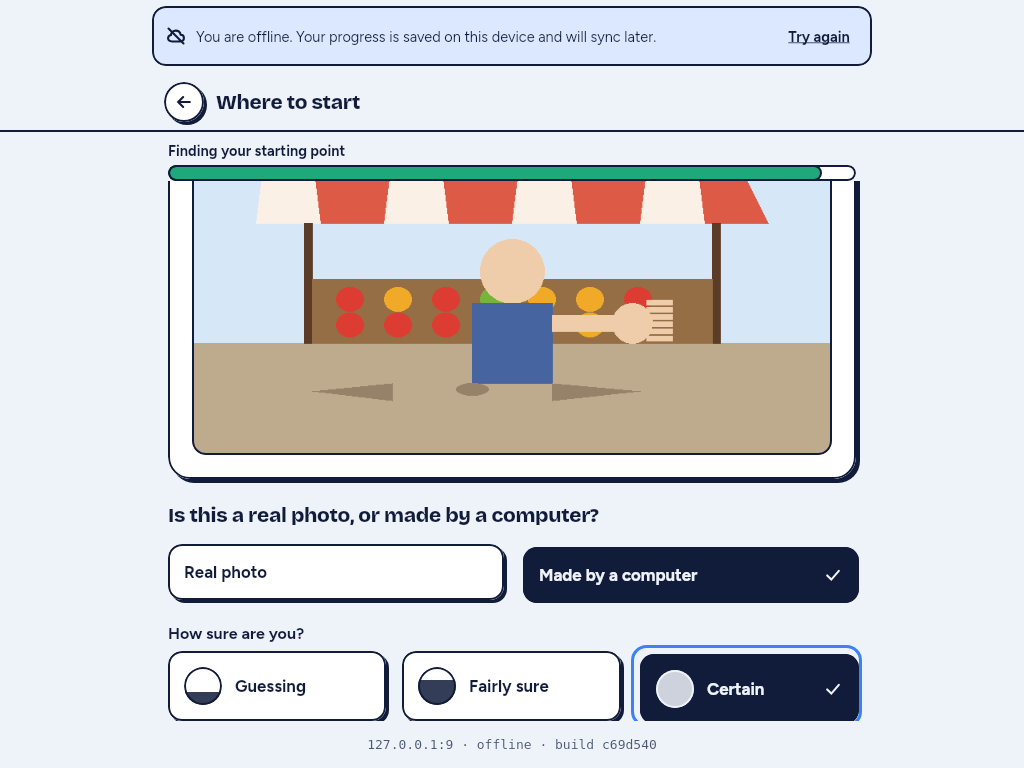 You are offline. Your progress is saved on this device and will sync later.
Try again
Where to start
Finding your starting point
Is this a real photo, or made by a computer?
Real photo
Made by a computer
How sure are you?
Guessing
Fairly sure
Certain
127.0.0.1:9 · offline · build c69d540